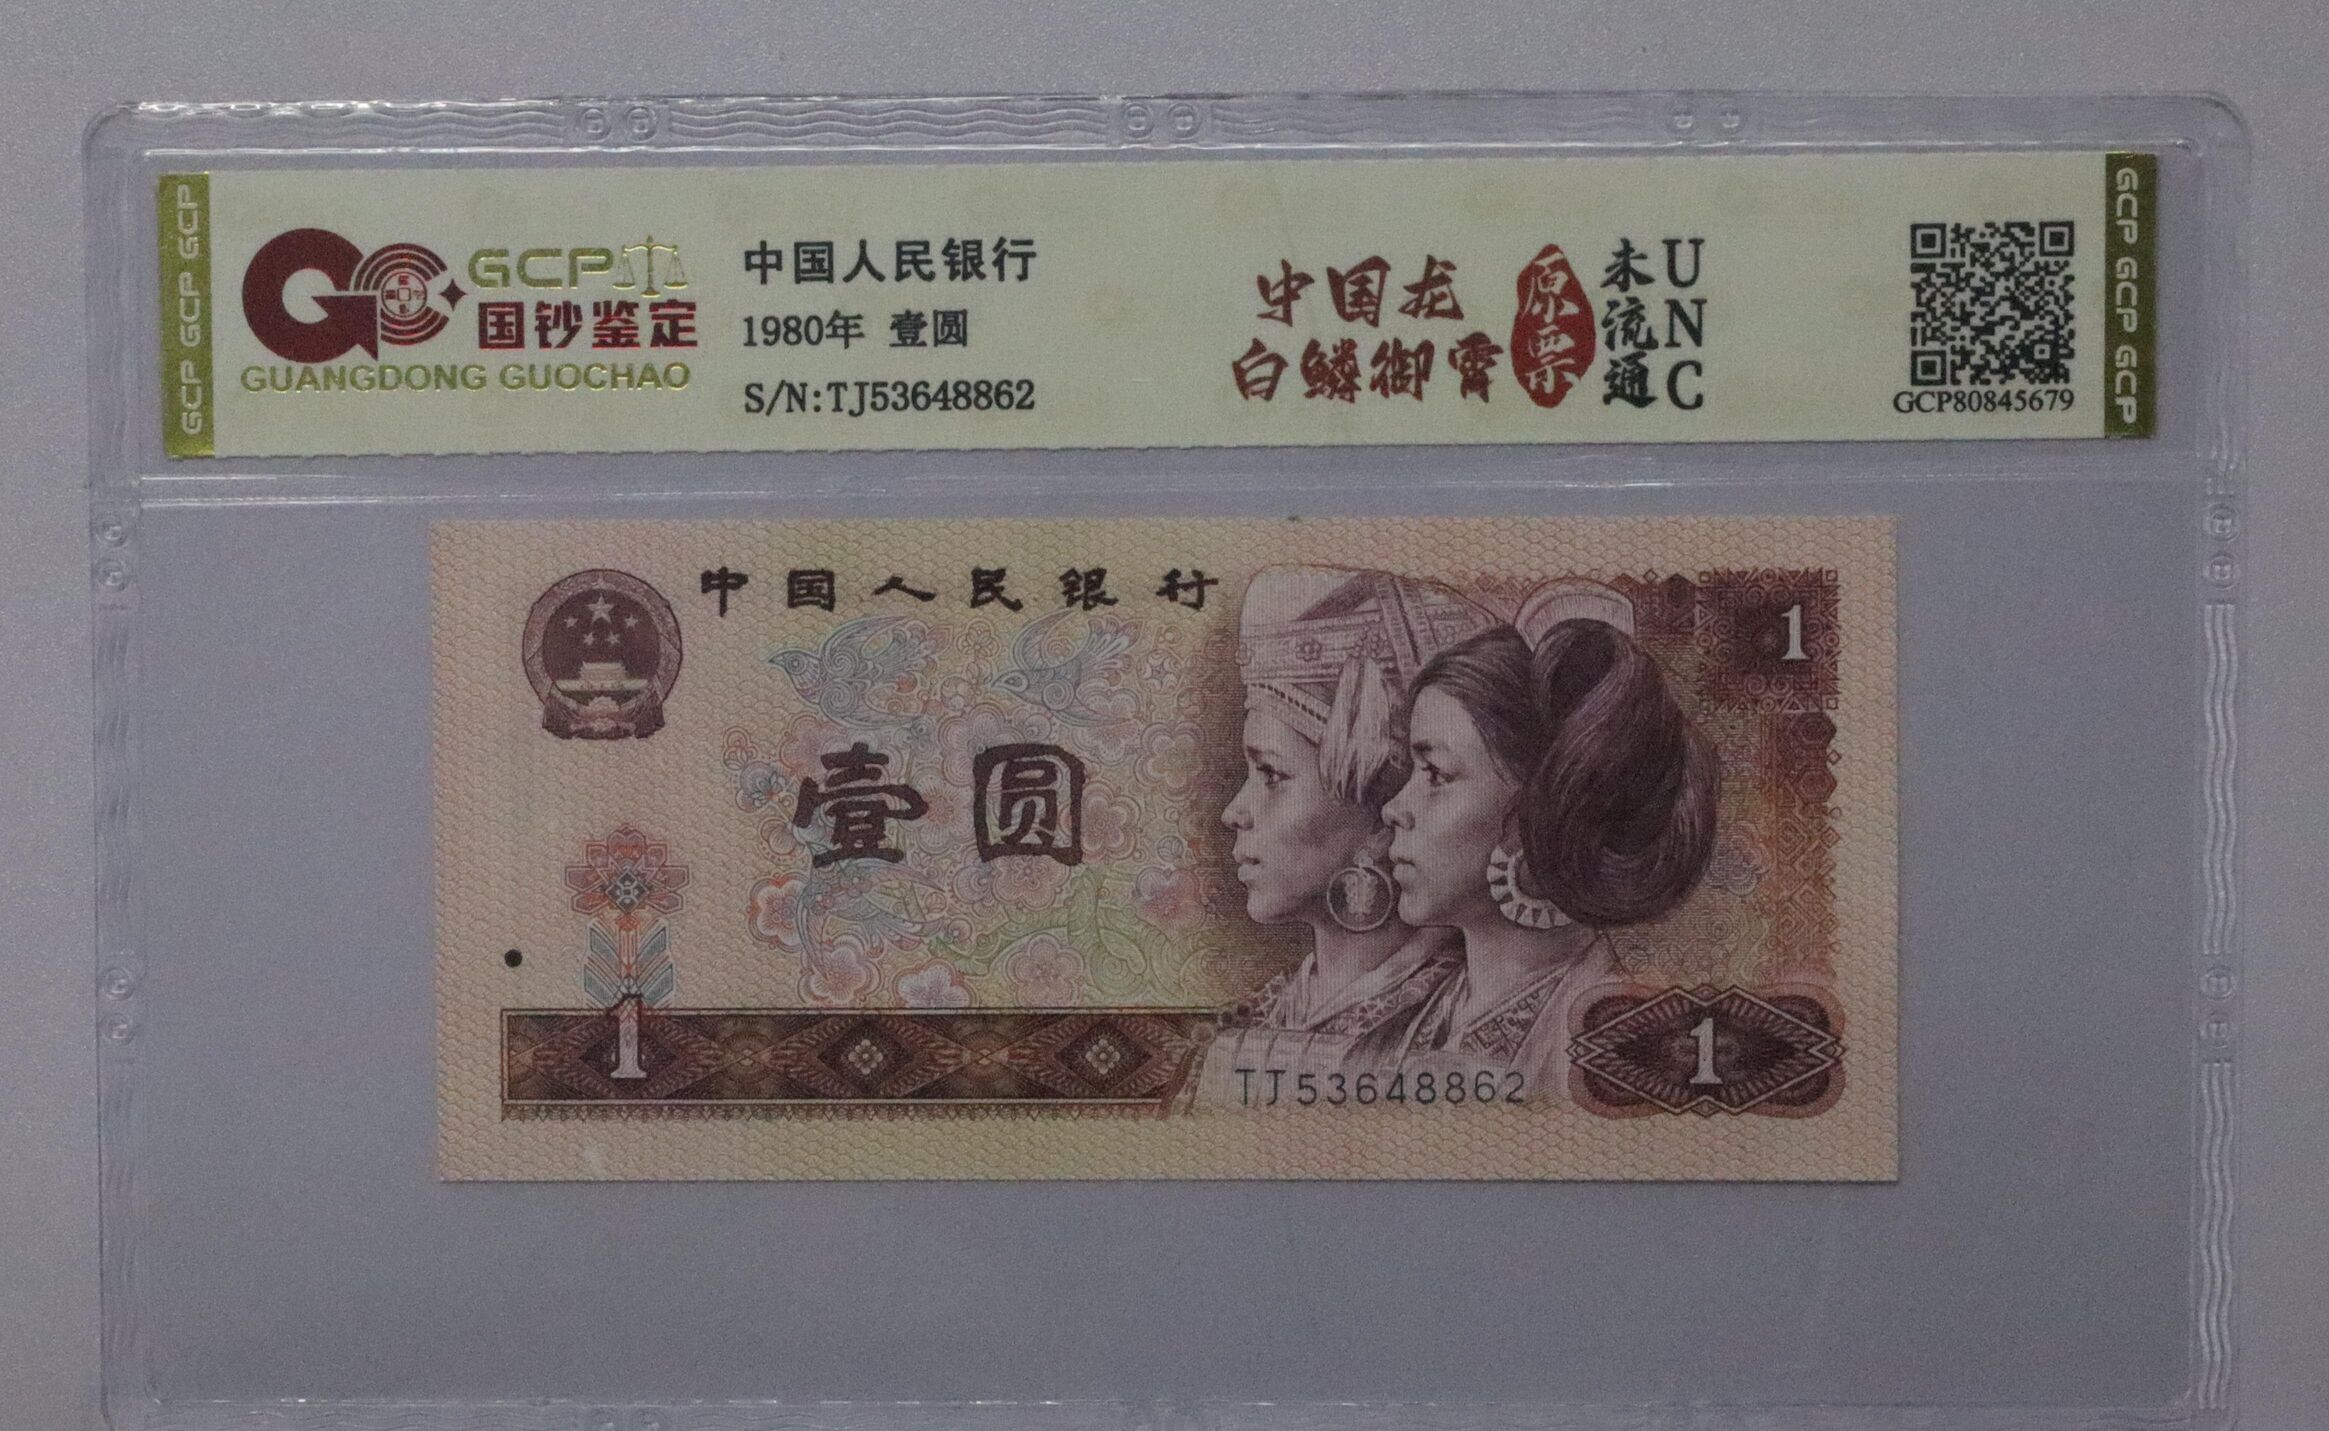 GCP GCP GCP
GCP
国钞鉴定
GUANGDONG GUOCHAO
中国人民银行
1980年 壹圆
S/N:TJ53648862
中国龙
白鳞御霄
原票
未流通
UNC
GCP80845679
GCP GCP GCP
中国人民银行
1
壹圆
1
1
TJ53648862